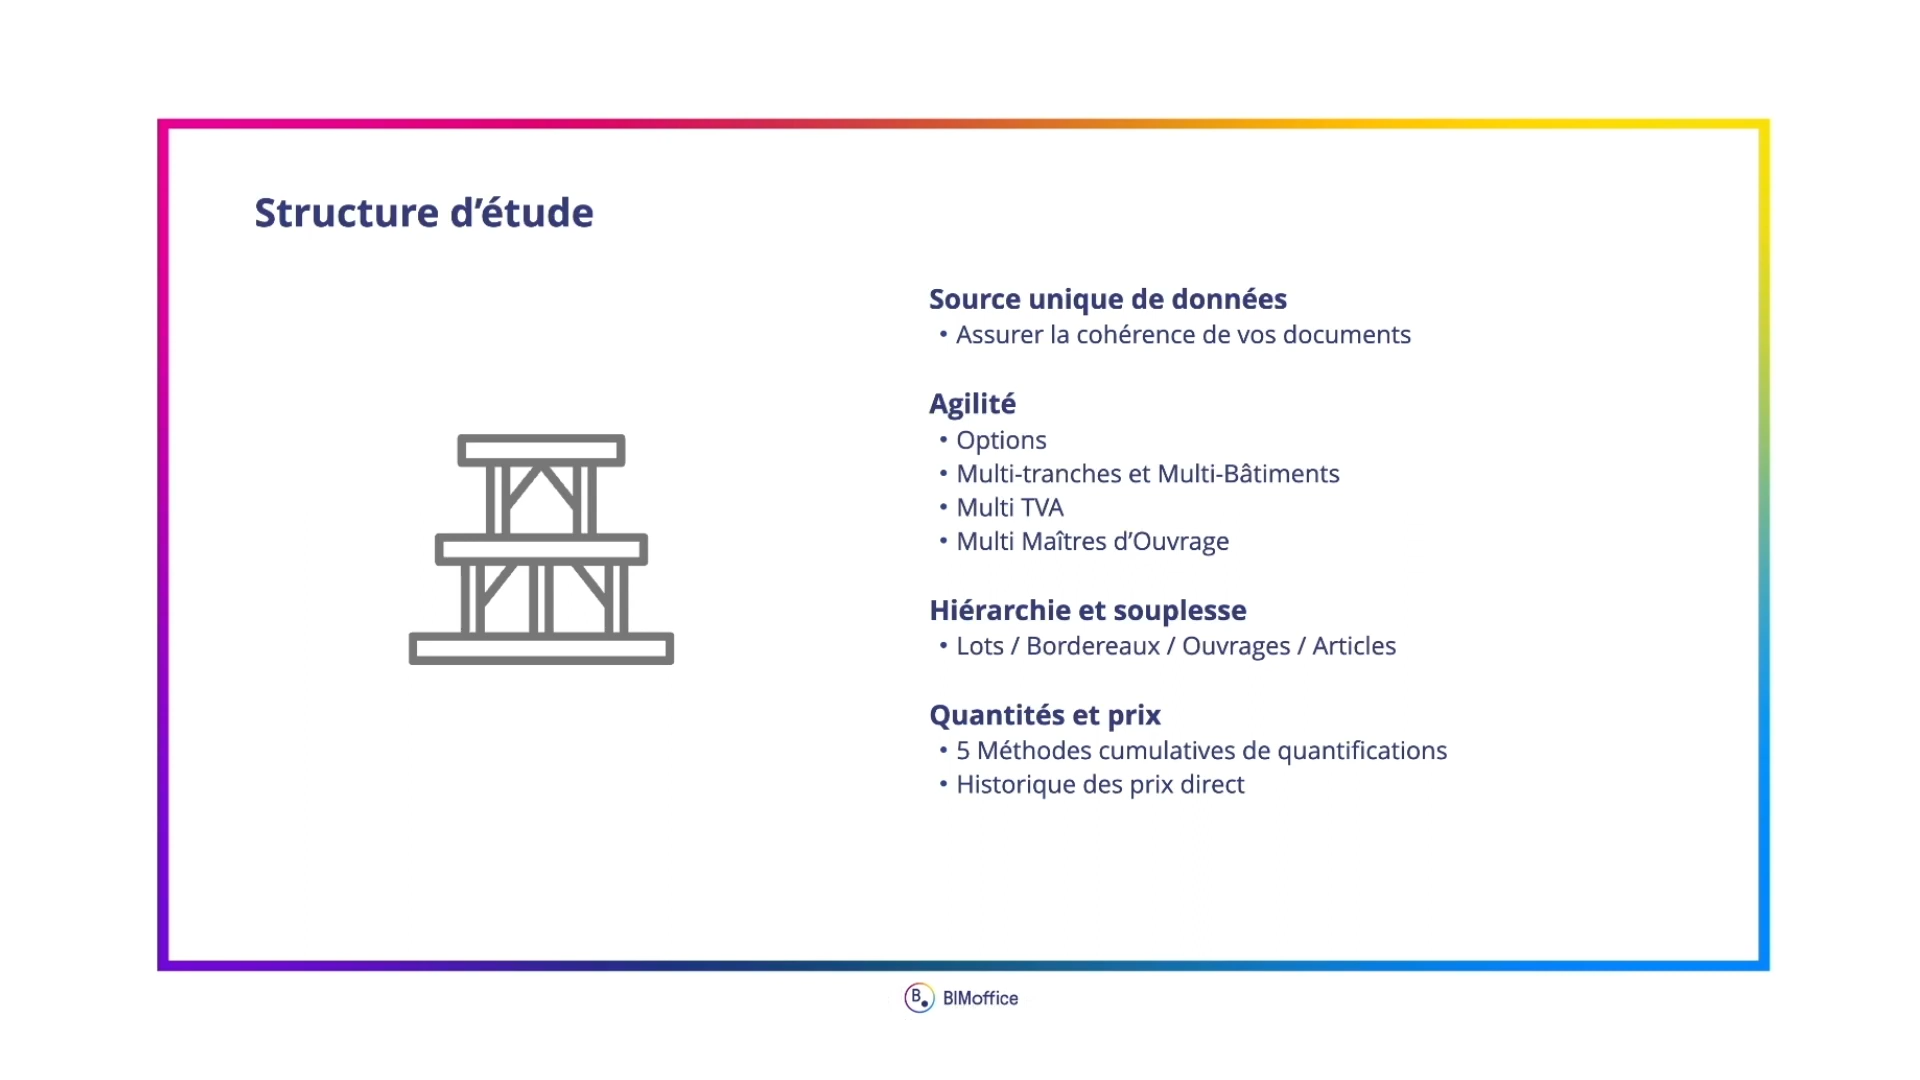 Structure d’étude
Source unique de données
• Assurer la cohérence de vos documents
Agilité
• Options
• Multi-tranches et Multi-Bâtiments
• Multi TVA
• Multi Maîtres d’Ouvrage
Hiérarchie et souplesse
• Lots / Bordereaux / Ouvrages / Articles
Quantités et prix
• 5 Méthodes cumulatives de quantifications
• Historique des prix direct
B. BIMoffice